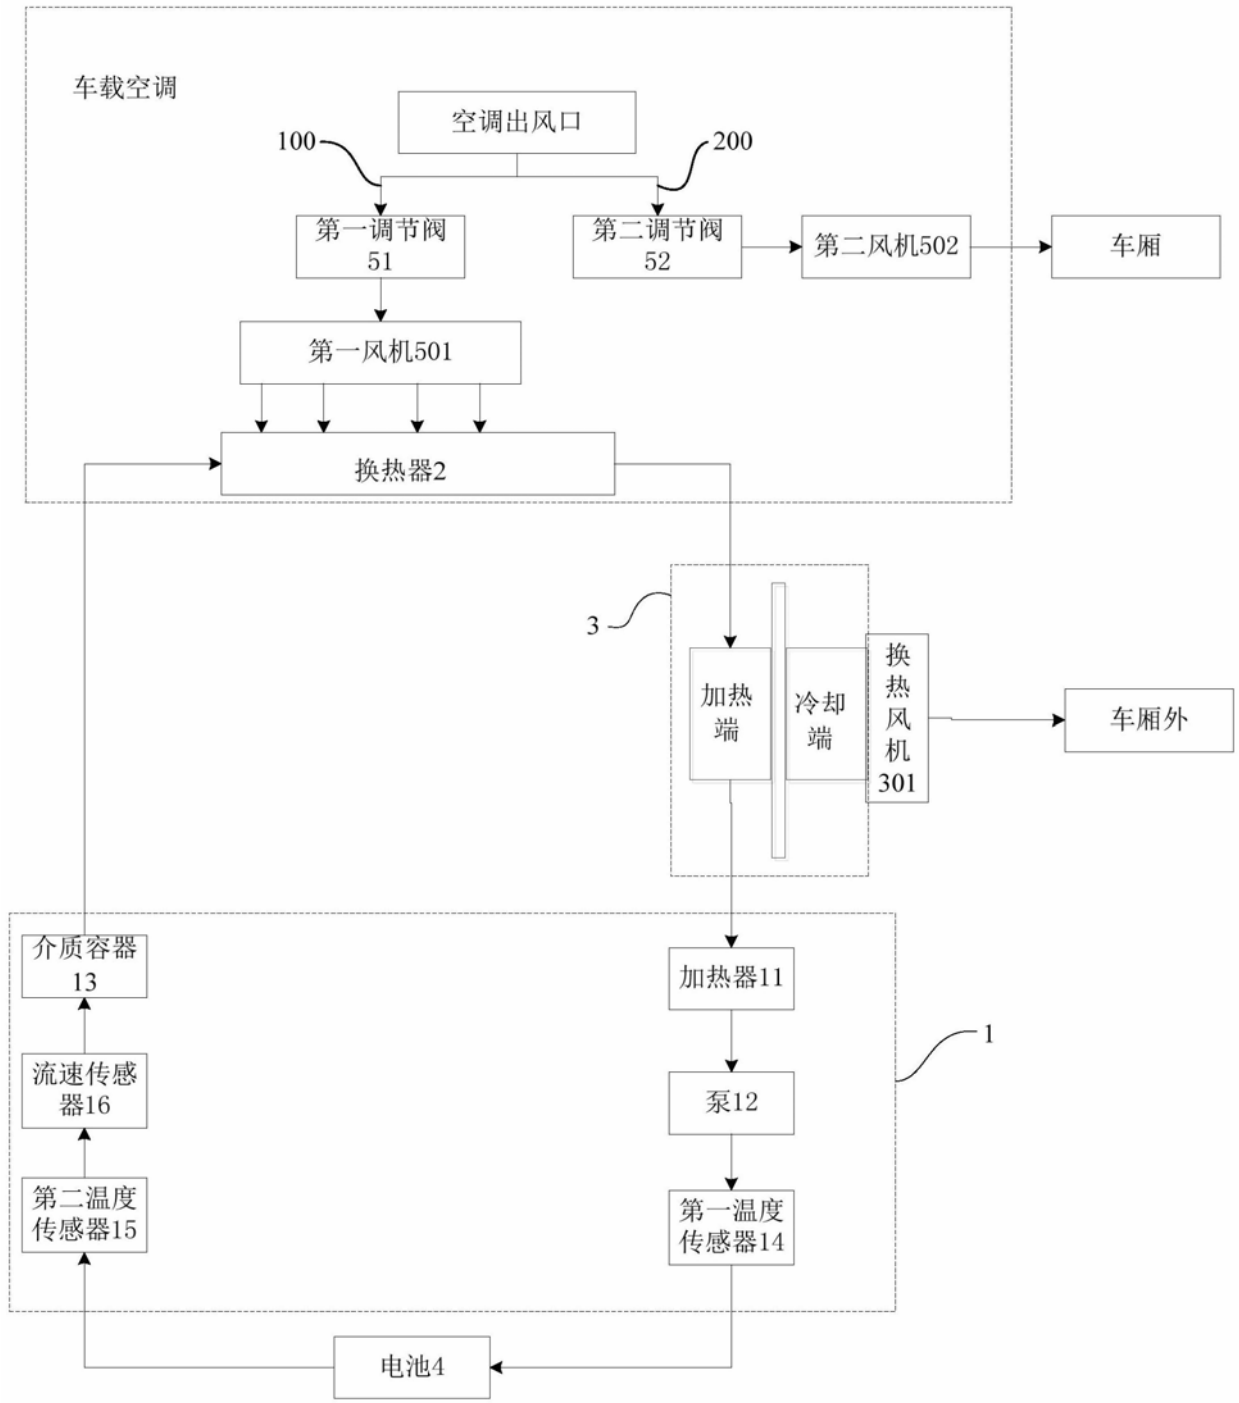 车载空调
空调出风口
100
200
第一调节阀
51
第二调节阀
52
第二风机502
车厢
第一风机501
换热器2
3
加热
端
冷却
端
换
热
风
机
301
车厢外
介质容器
13
加热器11
1
流速传感
器16
泵12
第二温度
传感器15
第一温度
传感器14
电池4